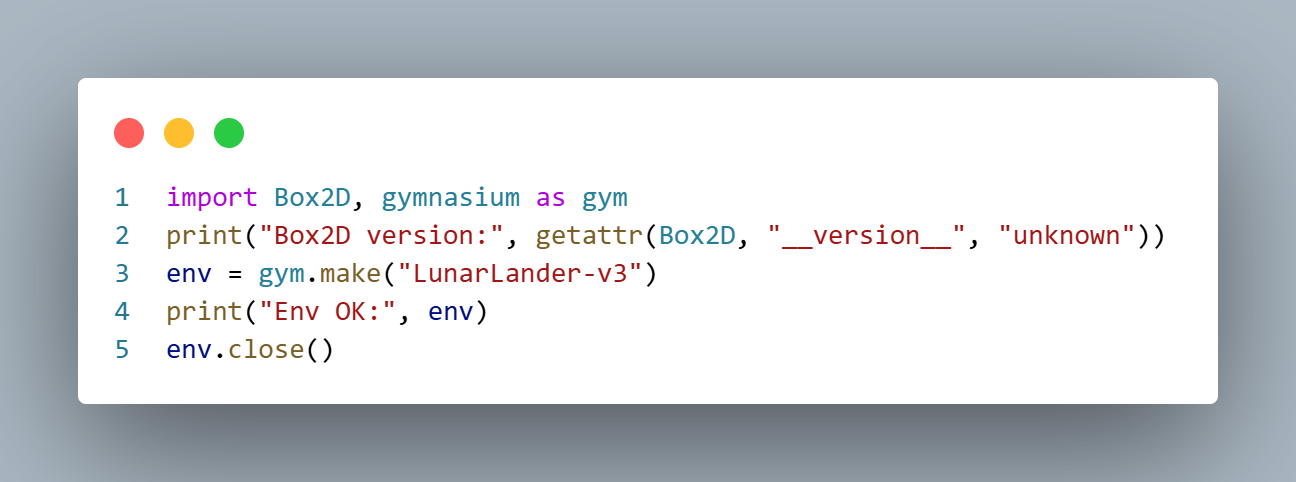 1 import Box2D, gymnasium as gym
2 print("Box2D version:", getattr(Box2D, "__version__", "unknown"))
3 env = gym.make("LunarLander-v3")
4 print("Env OK:", env)
5 env.close()